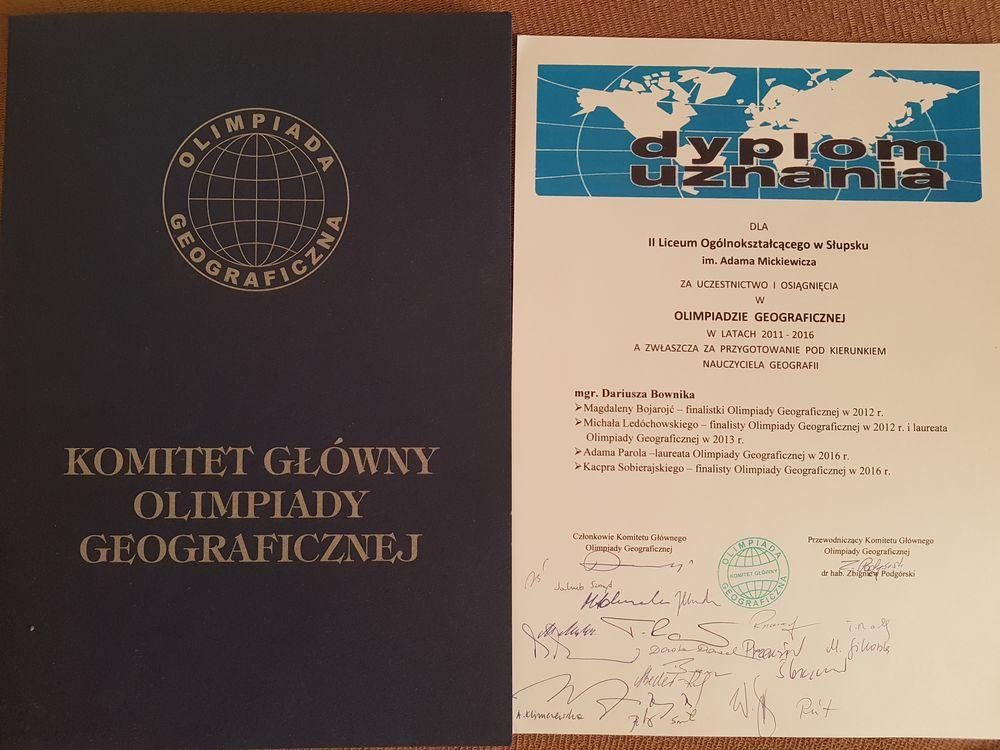 OLIMPIADA
GEOGRAFICZNA
KOMITET GŁÓWNY
OLIMPIADY
GEOGRAFICZNEJ
dyplom
uznania
DLA
II Liceum Ogólnokształcącego w Słupsku
im. Adama Mickiewicza
ZA UCZESTNICTWO I OSIĄGNIĘCIA
W
OLIMPIADZIE GEOGRAFICZNEJ
W LATACH 2011 - 2016
A ZWŁASZCZA ZA PRZYGOTOWANIE POD KIERUNKIEM
NAUCZYCIELA GEOGRAFII
mgr. Dariusza Bownika
➢Magdaleny Bojarojć – finalistki Olimpiady Geograficznej w 2012 r.
➢Michała Ledóchowskiego – finalisty Olimpiady Geograficznej w 2012 r. i laureata
Olimpiady Geograficznej w 2013 r.
➢Adama Parola –laureata Olimpiady Geograficznej w 2016 r.
➢Kacpra Sobierajskiego – finalisty Olimpiady Geograficznej w 2016 r.
Członkowie Komitetu Głównego
Olimpiady Geograficznej
OLIMPIADA
KOMITET GŁÓWNY
GEOGRAFICZNA
Przewodniczący Komitetu Głównego
Olimpiady Geograficznej
dr hab. Zbigniew Podgórski